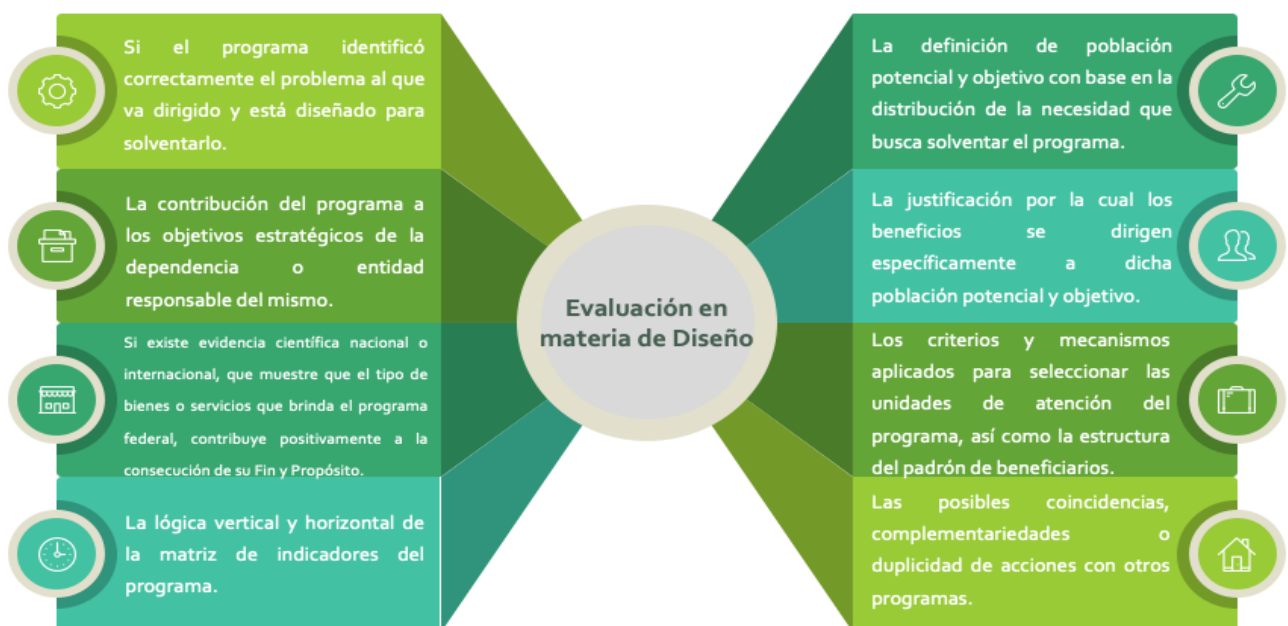 Si el programa identificó
correctamente el problema al que
va dirigido y está diseñado para
solventarlo.
La contribución del programa a
los objetivos estratégicos de la
dependencia o entidad
responsable del mismo.
Si existe evidencia científica nacional o
internacional, que muestre que el tipo de
bienes o servicios que brinda el programa
federal, contribuye positivamente a la
consecución de su Fin y Propósito.
La lógica vertical y horizontal de
la matriz de indicadores del
programa.
Evaluación en
materia de Diseño
La definición de población
potencial y objetivo con base en la
distribución de la necesidad que
busca solventar el programa.
La justificación por la cual los
beneficios se dirigen
específicamente a dicha
población potencial y objetivo.
Los criterios y mecanismos
aplicados para seleccionar las
unidades de atención del
programa, así como la estructura
del padrón de beneficiarios.
Las posibles coincidencias,
complementariedades o
duplicidad de acciones con otros
programas.